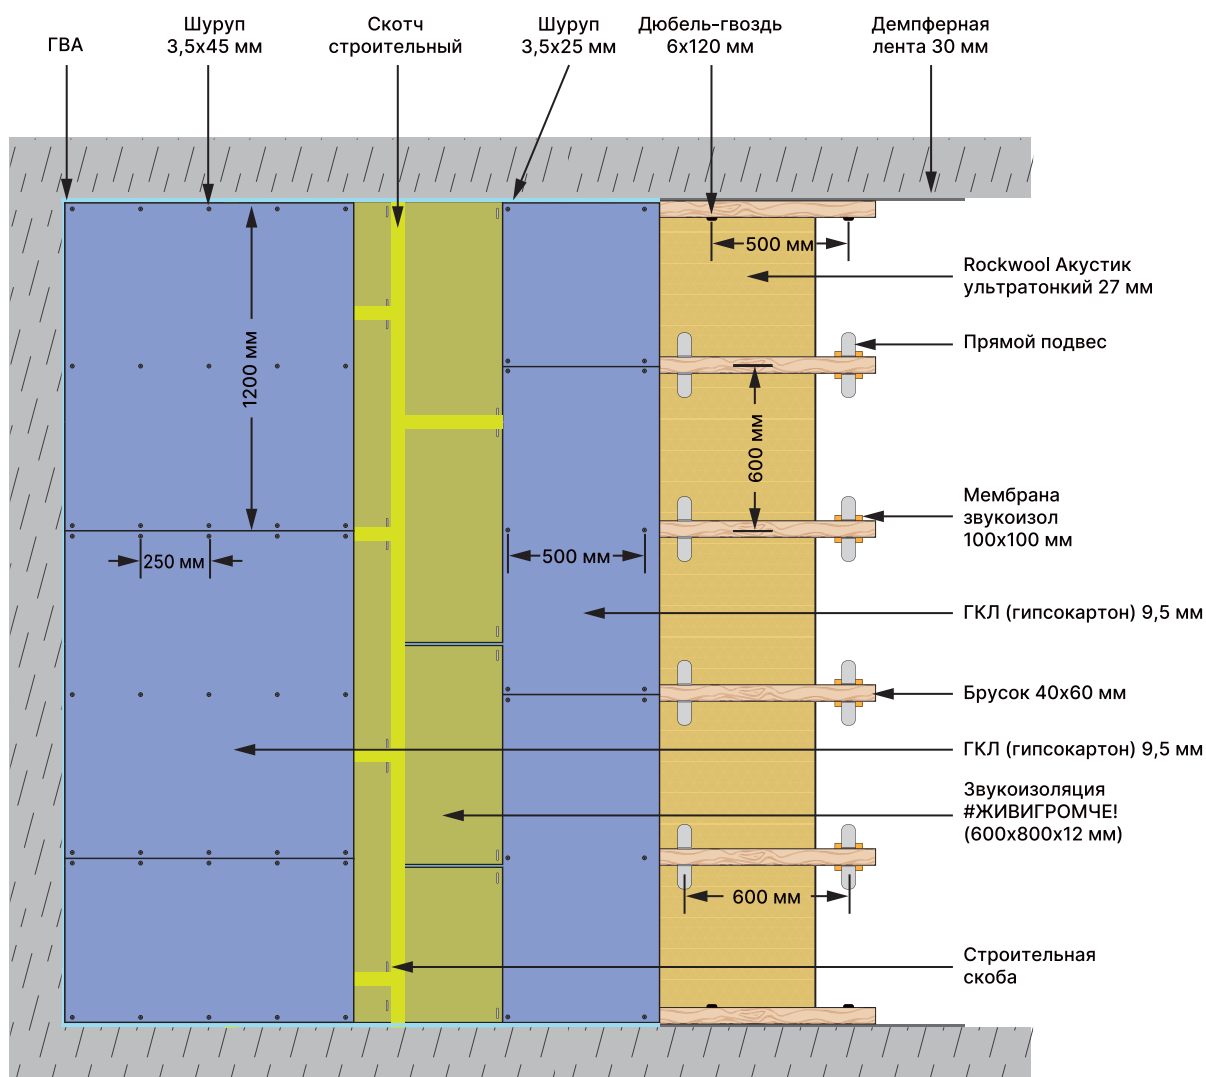 ГВА
Шуруп
3,5х45 мм
Скотч
строительный
Шуруп
3,5х25 мм
Дюбель-гвоздь
6х120 мм
Демпферная
лента 30 мм
500 мм
Rockwool Акустик
ультратонкий 27 мм
Прямой подвес
1200 мм
600 мм
Мембрана
звукоизол
100х100 мм
250 мм
500 мм
ГКЛ (гипсокартон) 9,5 мм
Брусок 40х60 мм
ГКЛ (гипсокартон) 9,5 мм
Звукоизоляция
#ЖИВИГРОМЧЕ!
(600х800х12 мм)
600 мм
Строительная
скоба